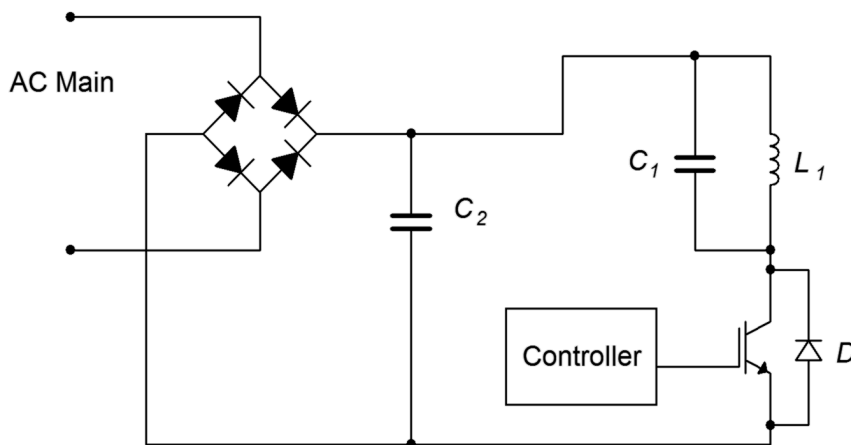 AC Main
C1
L1
C2
Controller
D